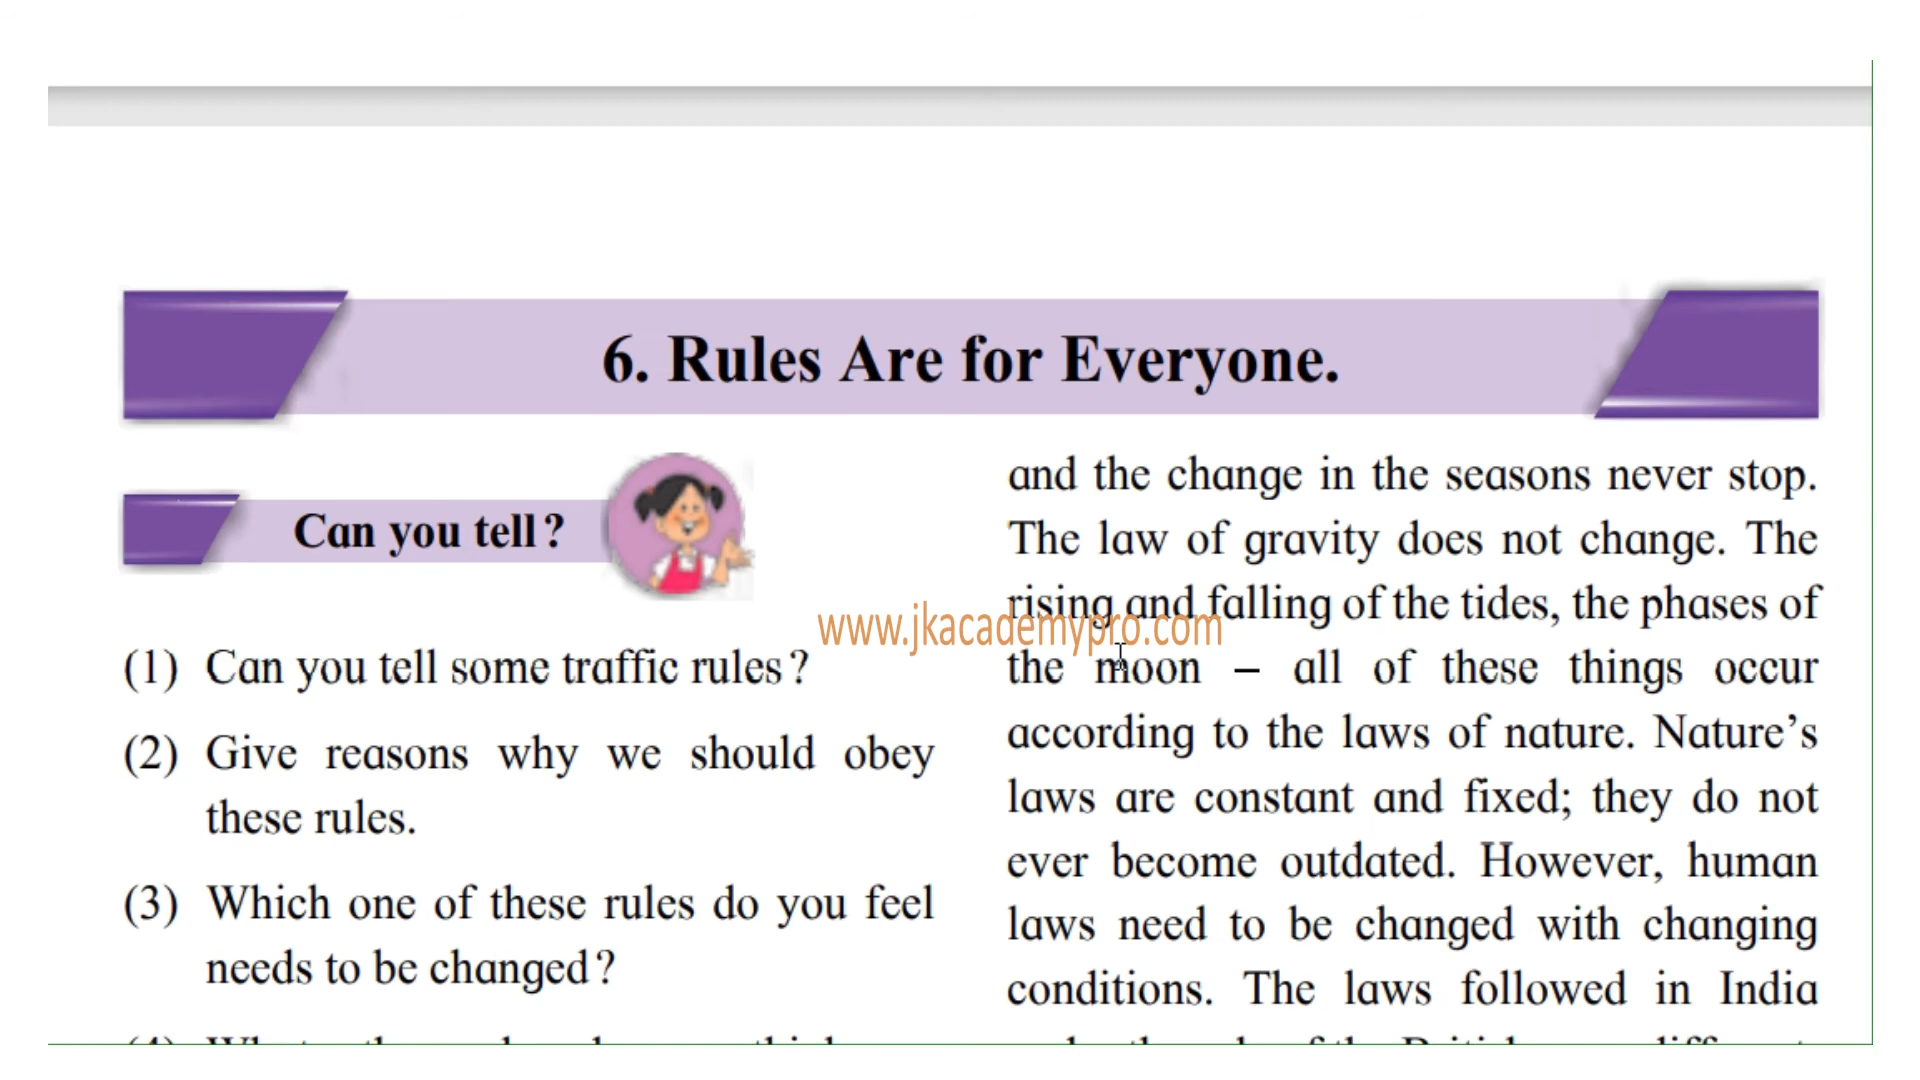 6. Rules Are for Everyone.
Can you tell?
(1) Can you tell some traffic rules?
(2) Give reasons why we should obey
these rules.
(3) Which one of these rules do you feel
needs to be changed?
and the change in the seasons never stop.
The law of gravity does not change. The
rising and falling of the tides, the phases of
www.jkacademypro.com
the moon – all of these things occur
according to the laws of nature. Nature’s
laws are constant and fixed; they do not
ever become outdated. However, human
laws need to be changed with changing
conditions. The laws followed in India